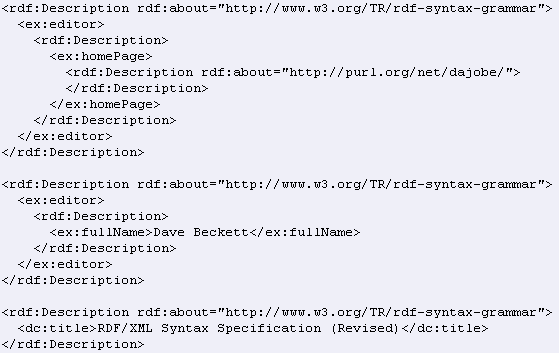 <rdf:Description rdf:about="http://www.w3.org/TR/rdf-syntax-grammar">
  <ex:editor>
    <rdf:Description>
      <ex:homePage>
        <rdf:Description rdf:about="http://purl.org/net/dajobe/">
        </rdf:Description>
      </ex:homePage>
    </rdf:Description>
  </ex:editor>
</rdf:Description>

<rdf:Description rdf:about="http://www.w3.org/TR/rdf-syntax-grammar">
  <ex:editor>
    <rdf:Description>
      <ex:fullName>Dave Beckett</ex:fullName>
    </rdf:Description>
  </ex:editor>
</rdf:Description>

<rdf:Description rdf:about="http://www.w3.org/TR/rdf-syntax-grammar">
  <dc:title>RDF/XML Syntax Specification (Revised)</dc:title>
</rdf:Description>